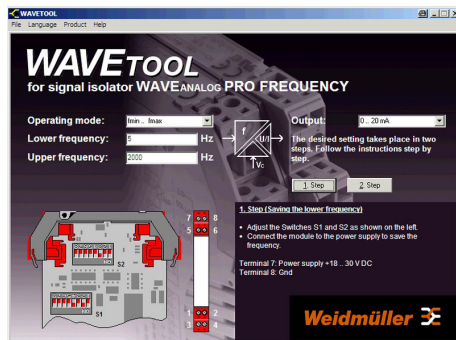 WAVETOOL
File Language Product Help
WAVETOOL
for signal isolator WAVEANALOG PRO FREQUENCY
Operating mode: fmin .. fmax
Output: 0 .. 20 mA
Lower frequency: 5 Hz
Upper frequency: 2000 Hz
f
U/I
Vc
The desired setting takes place in two
steps. Follow the instructions step by
step.
1 Step 2 Step
1. Step (Saving the lower frequency)
• Adjust the Switches S1 and S2 as shown on the left.
• Connect the module to the power supply to save the
frequency.
Terminal 7: Power supply +18 .. 30 V DC
Terminal 8: Gnd
7 8
5 6
S2
S1
1 2
3 4
Weidmüller